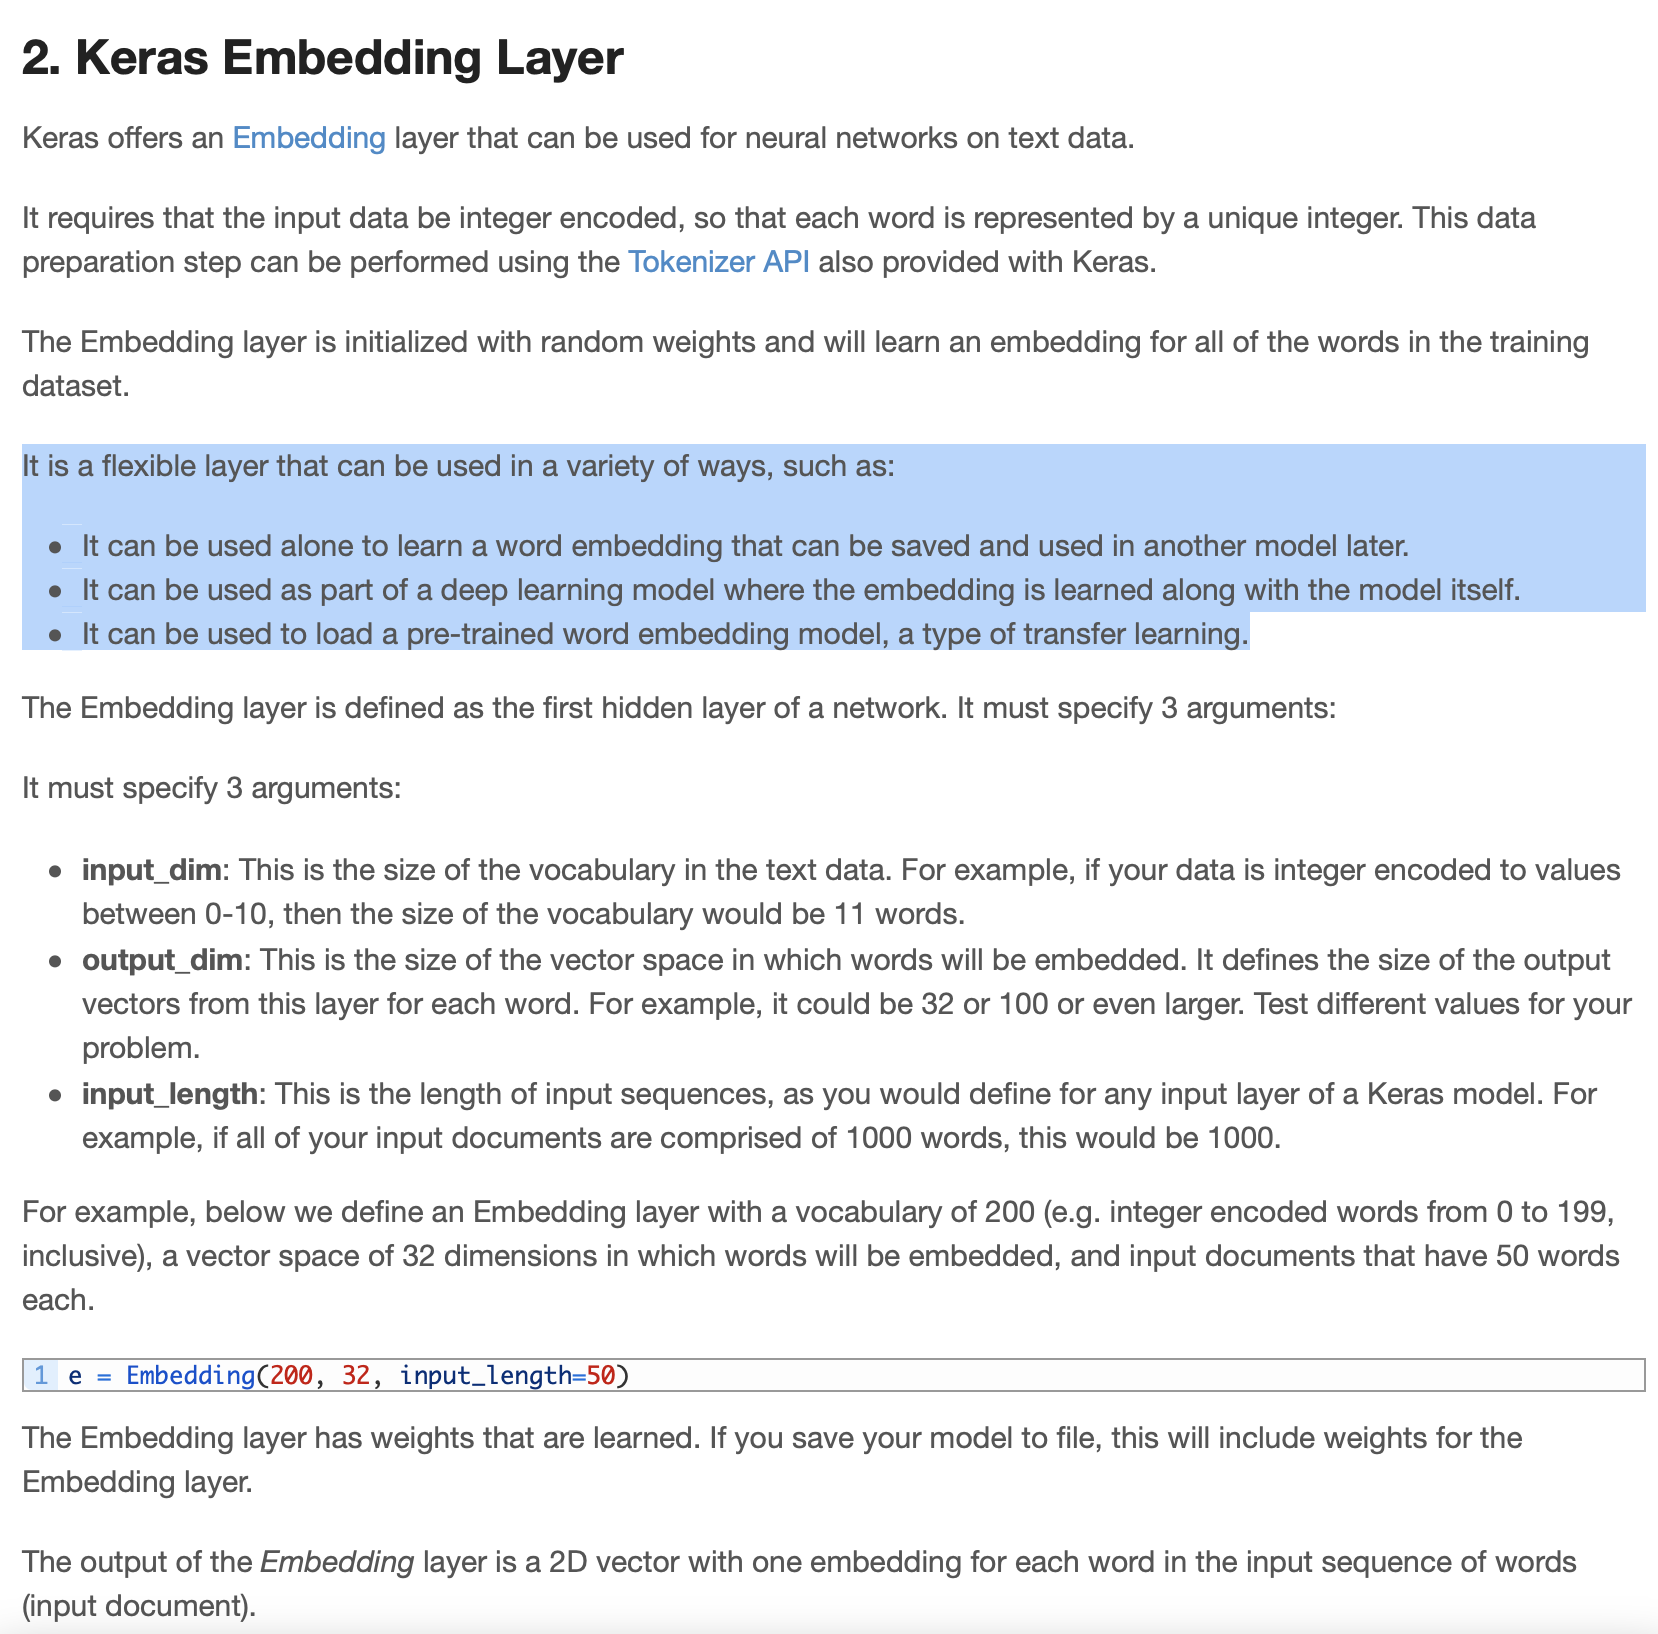 2. Keras Embedding Layer
Keras offers an Embedding layer that can be used for neural networks on text data.
It requires that the input data be integer encoded, so that each word is represented by a unique integer. This data
preparation step can be performed using the Tokenizer API also provided with Keras.
The Embedding layer is initialized with random weights and will learn an embedding for all of the words in the training
dataset.
It is a flexible layer that can be used in a variety of ways, such as:
• It can be used alone to learn a word embedding that can be saved and used in another model later.
• It can be used as part of a deep learning model where the embedding is learned along with the model itself.
• It can be used to load a pre-trained word embedding model, a type of transfer learning.
The Embedding layer is defined as the first hidden layer of a network. It must specify 3 arguments:
It must specify 3 arguments:
• input_dim: This is the size of the vocabulary in the text data. For example, if your data is integer encoded to values
between 0-10, then the size of the vocabulary would be 11 words.
• output_dim: This is the size of the vector space in which words will be embedded. It defines the size of the output
vectors from this layer for each word. For example, it could be 32 or 100 or even larger. Test different values for your
problem.
• input_length: This is the length of input sequences, as you would define for any input layer of a Keras model. For
example, if all of your input documents are comprised of 1000 words, this would be 1000.
For example, below we define an Embedding layer with a vocabulary of 200 (e.g. integer encoded words from 0 to 199,
inclusive), a vector space of 32 dimensions in which words will be embedded, and input documents that have 50 words
each.
1 e = Embedding(200, 32, input_length=50)
The Embedding layer has weights that are learned. If you save your model to file, this will include weights for the
Embedding layer.
The output of the Embedding layer is a 2D vector with one embedding for each word in the input sequence of words
(input document).